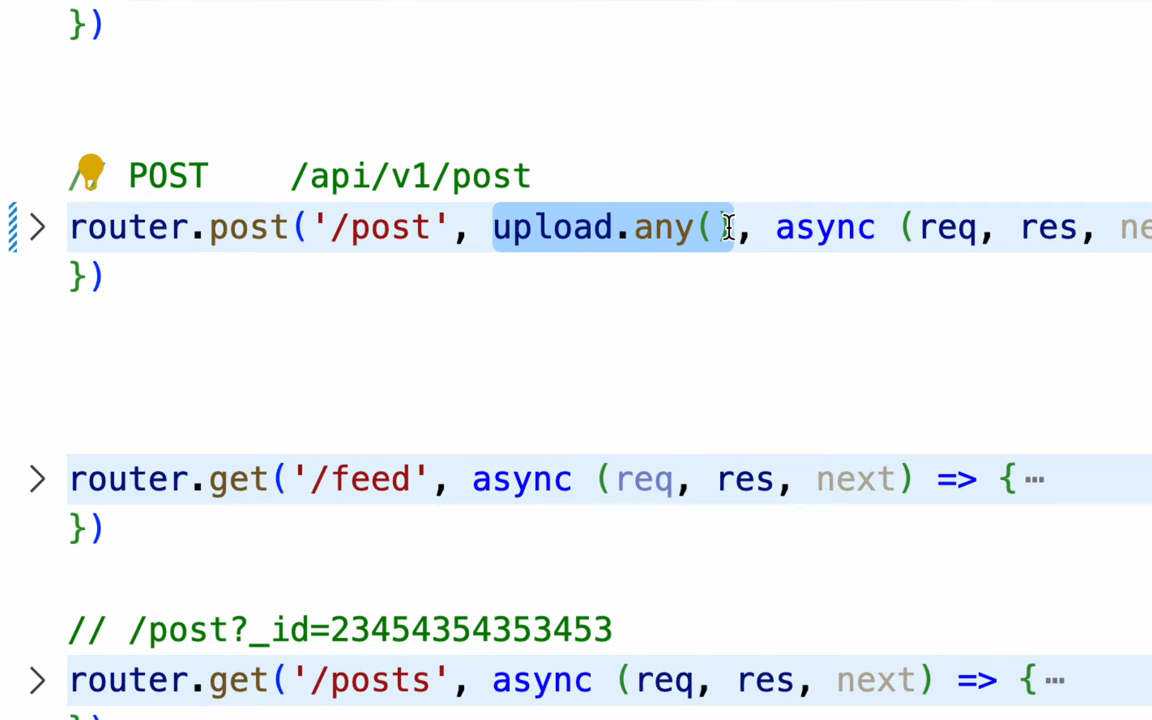 })
// POST    /api/v1/post
router.post('/post', upload.any(), async (req, res, ne
})
router.get('/feed', async (req, res, next) => {⋯
})
// /post?_id=23454354353453
router.get('/posts', async (req, res, next) => {⋯
})